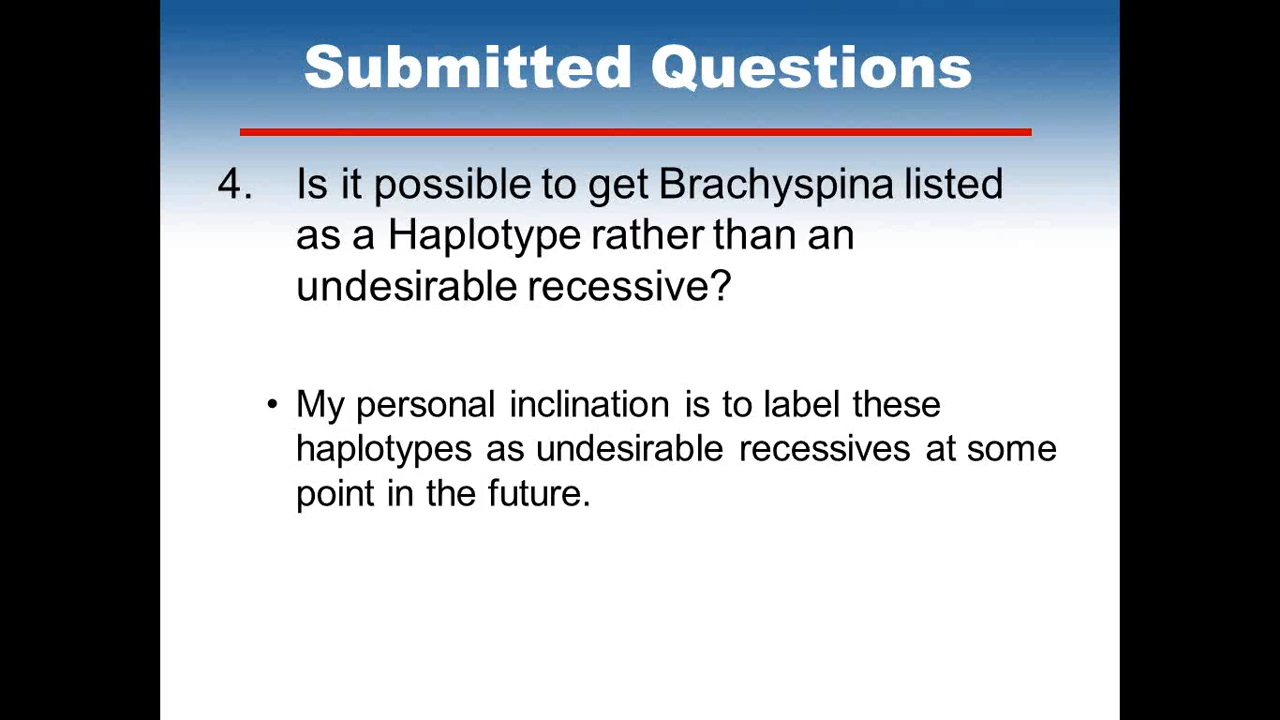 Submitted Questions
4. Is it possible to get Brachyspina listed
as a Haplotype rather than an
undesirable recessive?
• My personal inclination is to label these
haplotypes as undesirable recessives at some
point in the future.